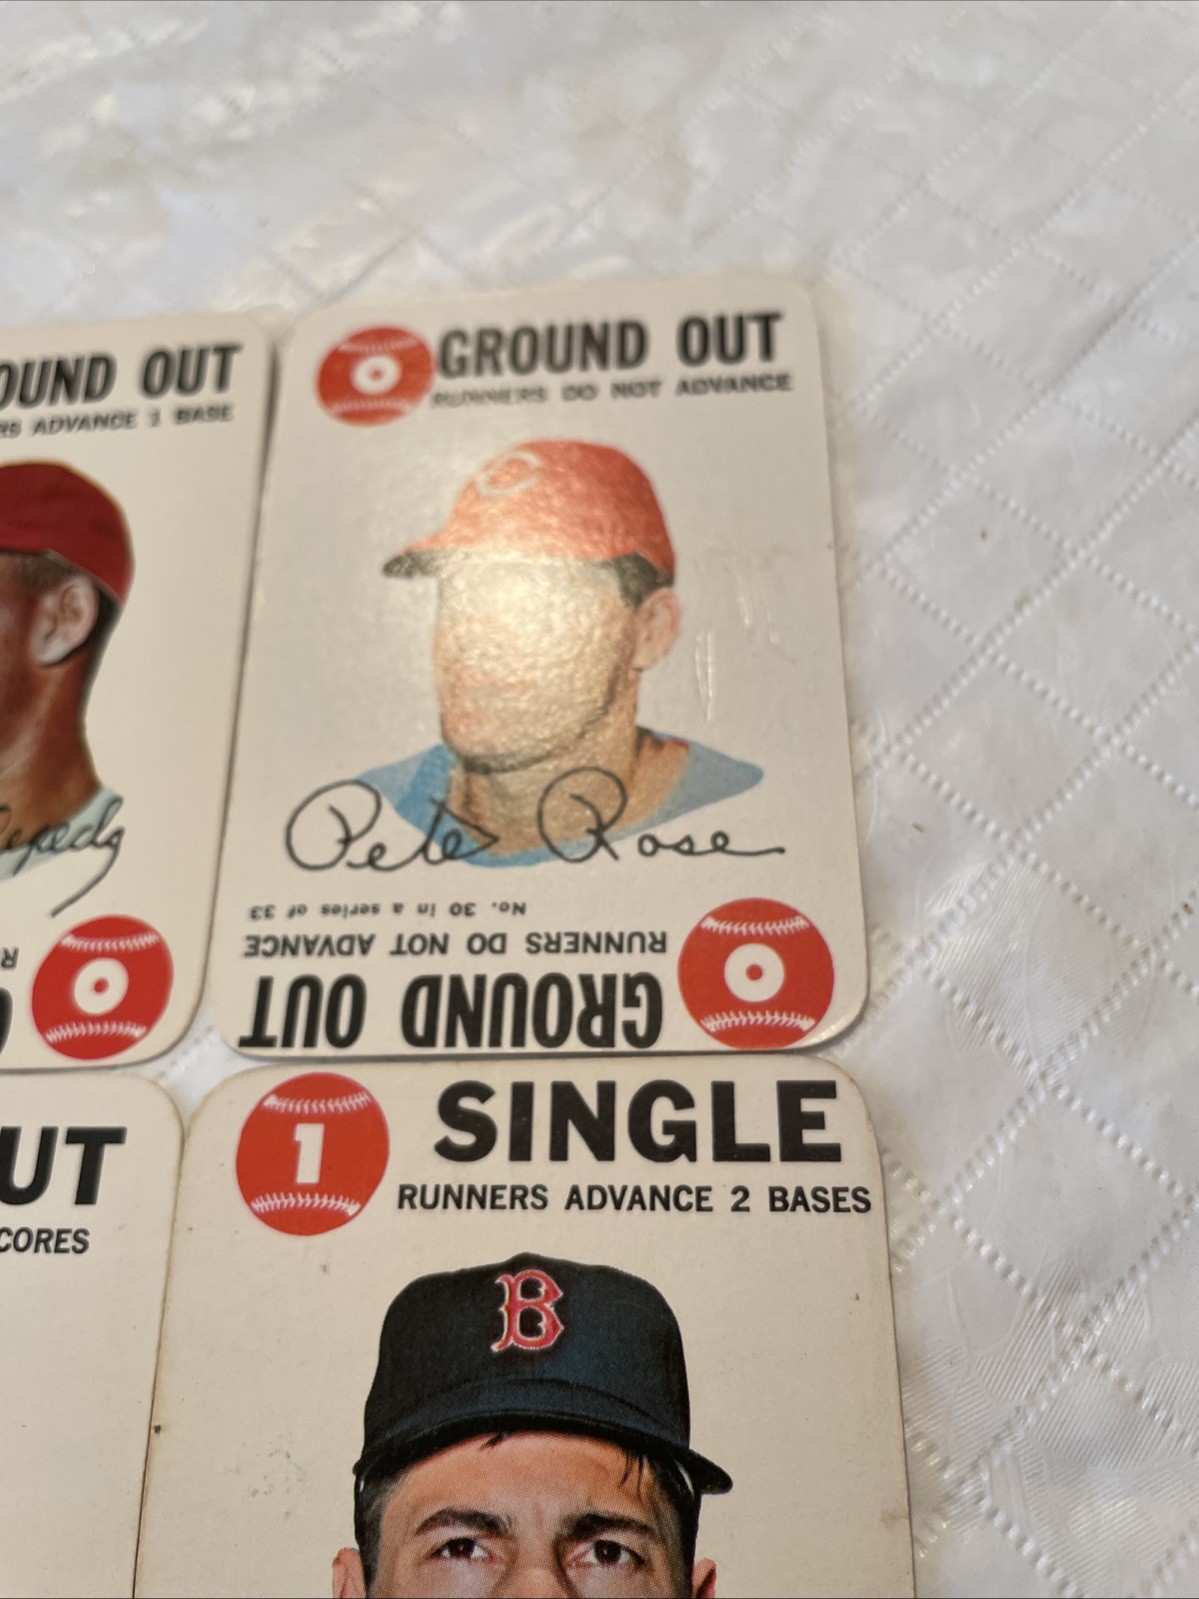 OUND OUT
RS ADVANCE 1 BASE
GROUND OUT
RUNNERS DO NOT ADVANCE
C
Pete Rose
No. 30 in a series of 33
RUNNERS DO NOT ADVANCE
GROUND OUT
UT
CORES
1
SINGLE
RUNNERS ADVANCE 2 BASES
B